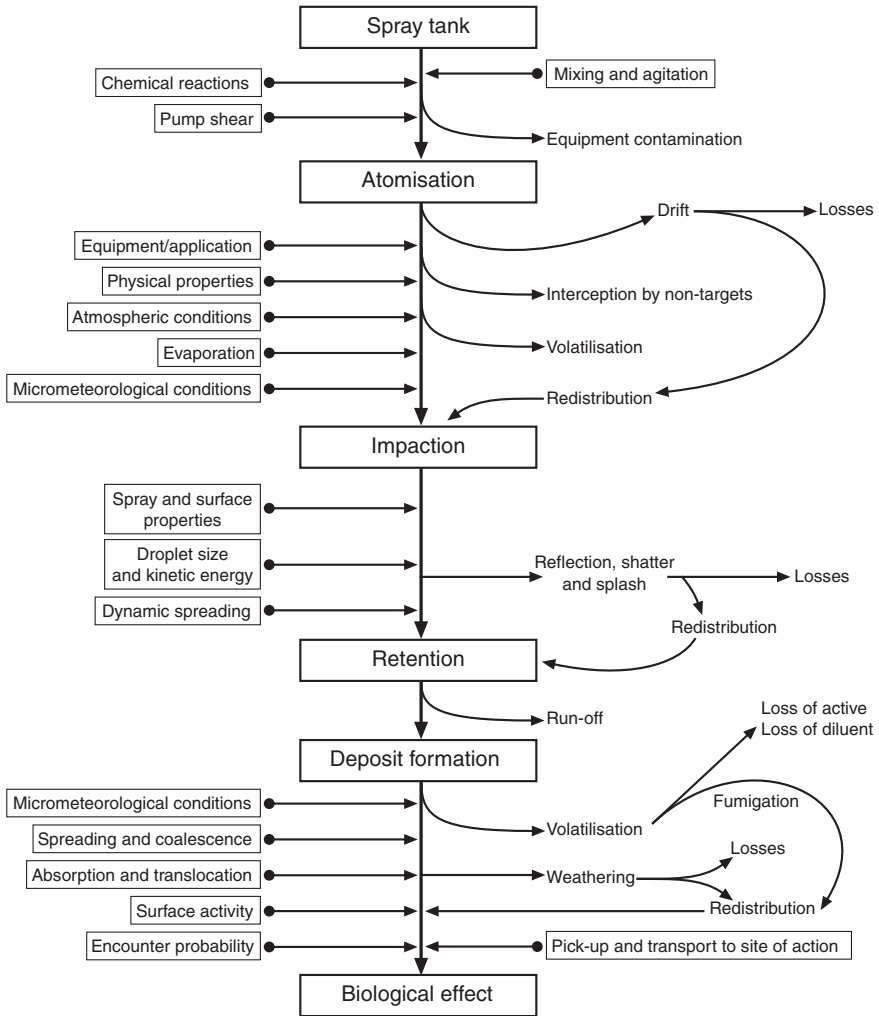 Spray tank
Chemical reactions
Mixing and agitation
Pump shear
Equipment contamination
Atomisation
Drift
Losses
Equipment/application
Physical properties
Interception by non-targets
Atmospheric conditions
Evaporation
Volatilisation
Micrometeorological conditions
Redistribution
Impaction
Spray and surface
properties
Droplet size
and kinetic energy
Reflection, shatter
and splash
Losses
Dynamic spreading
Redistribution
Retention
Run-off
Loss of active
Loss of diluent
Deposit formation
Micrometeorological conditions
Fumigation
Spreading and coalescence
Volatilisation
Losses
Absorption and translocation
Weathering
Surface activity
Redistribution
Encounter probability
Pick-up and transport to site of action
Biological effect